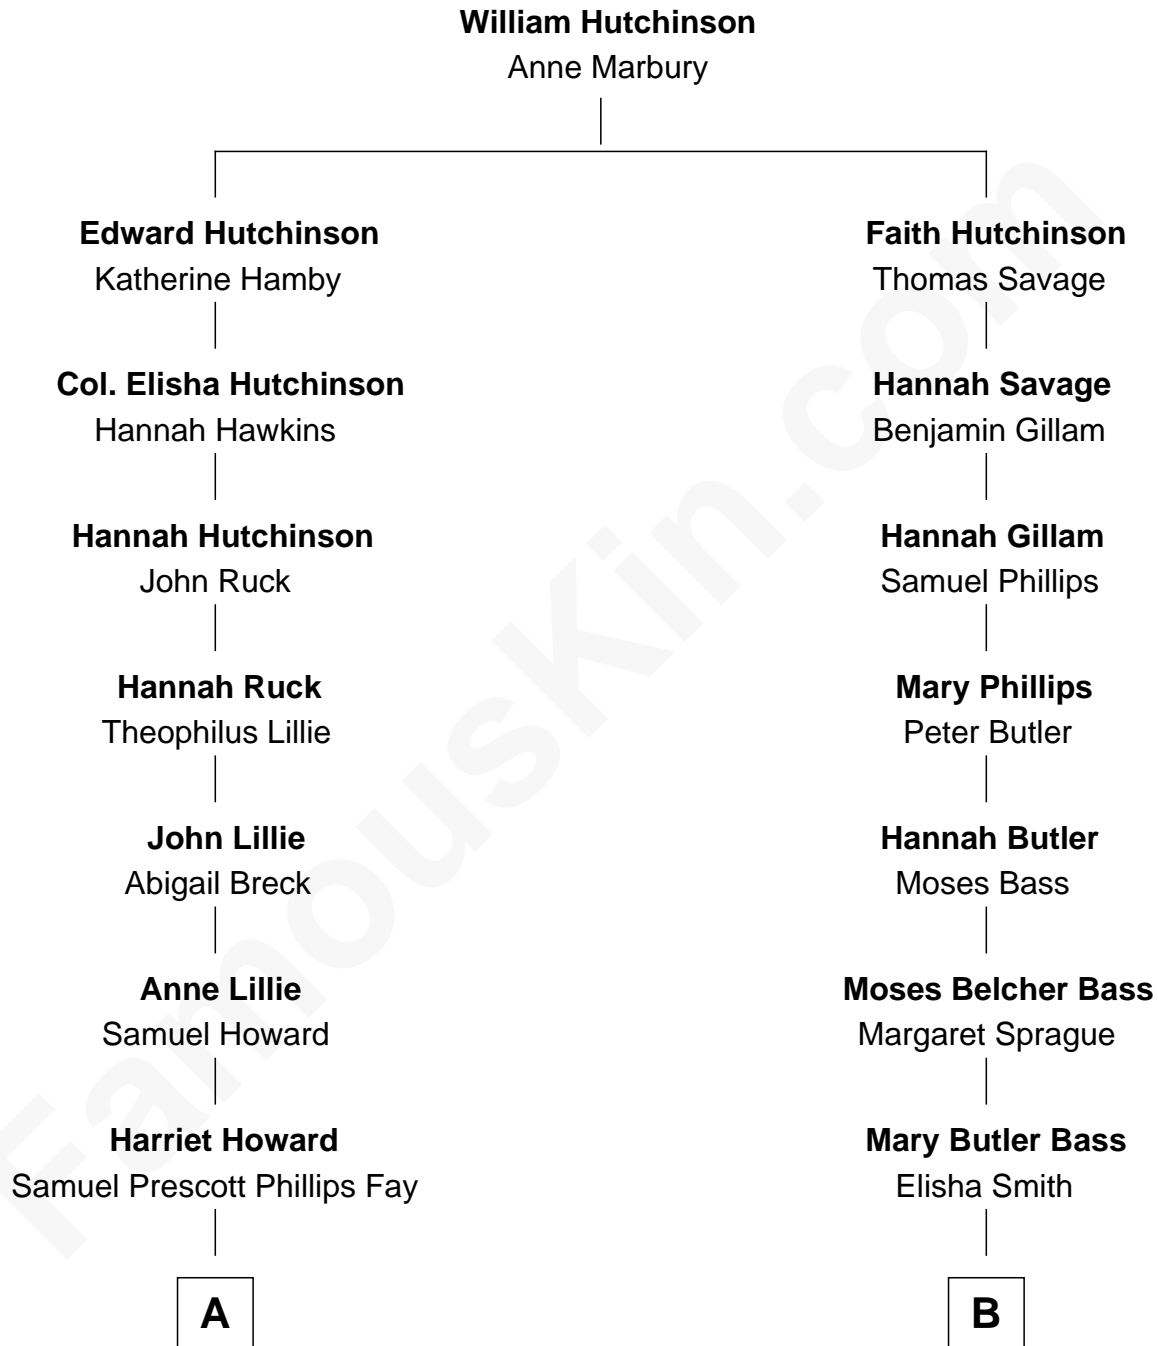 William Hutchinson
Anne Marbury
Edward Hutchinson
Katherine Hamby
Faith Hutchinson
Thomas Savage
Col. Elisha Hutchinson
Hannah Hawkins
Hannah Savage
Benjamin Gillam
Hannah Hutchinson
John Ruck
Hannah Gillam
Samuel Phillips
Hannah Ruck
Theophilus Lillie
Mary Phillips
Peter Butler
John Lillie
Abigail Breck
Hannah Butler
Moses Bass
Anne Lillie
Samuel Howard
Moses Belcher Bass
Margaret Sprague
Harriet Howard
Samuel Prescott Phillips Fay
Mary Butler Bass
Elisha Smith
A
B
FamousKin.com